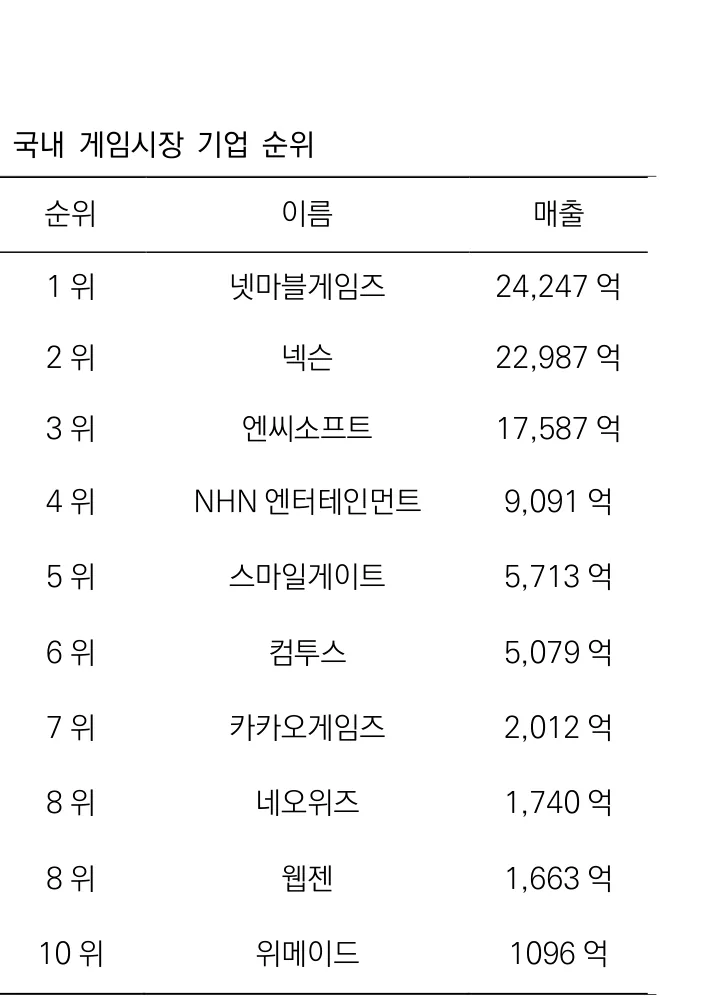 국내 게임시장 기업 순위
순위 이름 매출
1 위 넷마블게임즈 24,247 억
2 위 넥슨 22,987 억
3 위 엔씨소프트 17,587 억
4 위 NHN 엔터테인먼트 9,091 억
5 위 스마일게이트 5,713 억
6 위 컴투스 5,079 억
7 위 카카오게임즈 2,012 억
8 위 네오위즈 1,740 억
8 위 웹젠 1,663 억
10 위 위메이드 1096 억